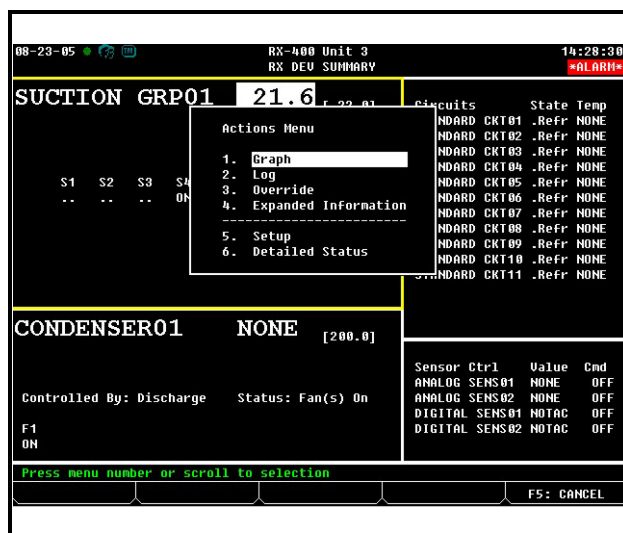 08-23-05 RX-400 Unit 3 14:28:30
RX DEV SUMMARY *ALARM*
SUCTION GRP01 21.6
Circuits State Temp
NDARD CKT01 .Refr NONE
NDARD CKT02 .Refr NONE
NDARD CKT03 .Refr NONE
NDARD CKT04 .Refr NONE
NDARD CKT05 .Refr NONE
NDARD CKT06 .Refr NONE
NDARD CKT07 .Refr NONE
NDARD CKT08 .Refr NONE
NDARD CKT09 .Refr NONE
NDARD CKT10 .Refr NONE
STANDARD CKT11 .Refr NONE
S1 S2 S3 S4
.. .. .. ON
Actions Menu
1. Graph
2. Log
3. Override
4. Expanded Information
-----------------------
5. Setup
6. Detailed Status
CONDENSER01 NONE [200.0]
Controlled By: Discharge Status: Fan(s) On
F1
ON
Sensor Ctrl Value Cmd
ANALOG SENS01 NONE OFF
ANALOG SENS02 NONE OFF
DIGITAL SENS01 NOTAC OFF
DIGITAL SENS02 NOTAC OFF
Press menu number or scroll to selection
F5: CANCEL